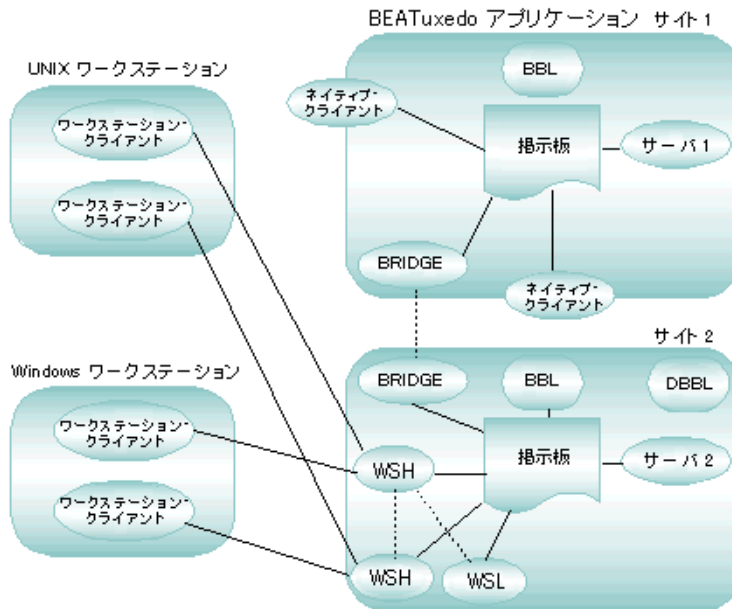 BEATuxedo アプリケーション サイト1
UNIX ワークステーション
ワークステーション・
クライアント
ワークステーション・
クライアント
ネイティブ・
クライアント
BBL
掲示板
サーバ1
BRIDGE
ネイティブ・
クライアント
サイト2
Windows ワークステーション
ワークステーション・
クライアント
ワークステーション・
クライアント
BRIDGE
BBL
DBBL
掲示板
サーバ2
WSH
WSH
WSL